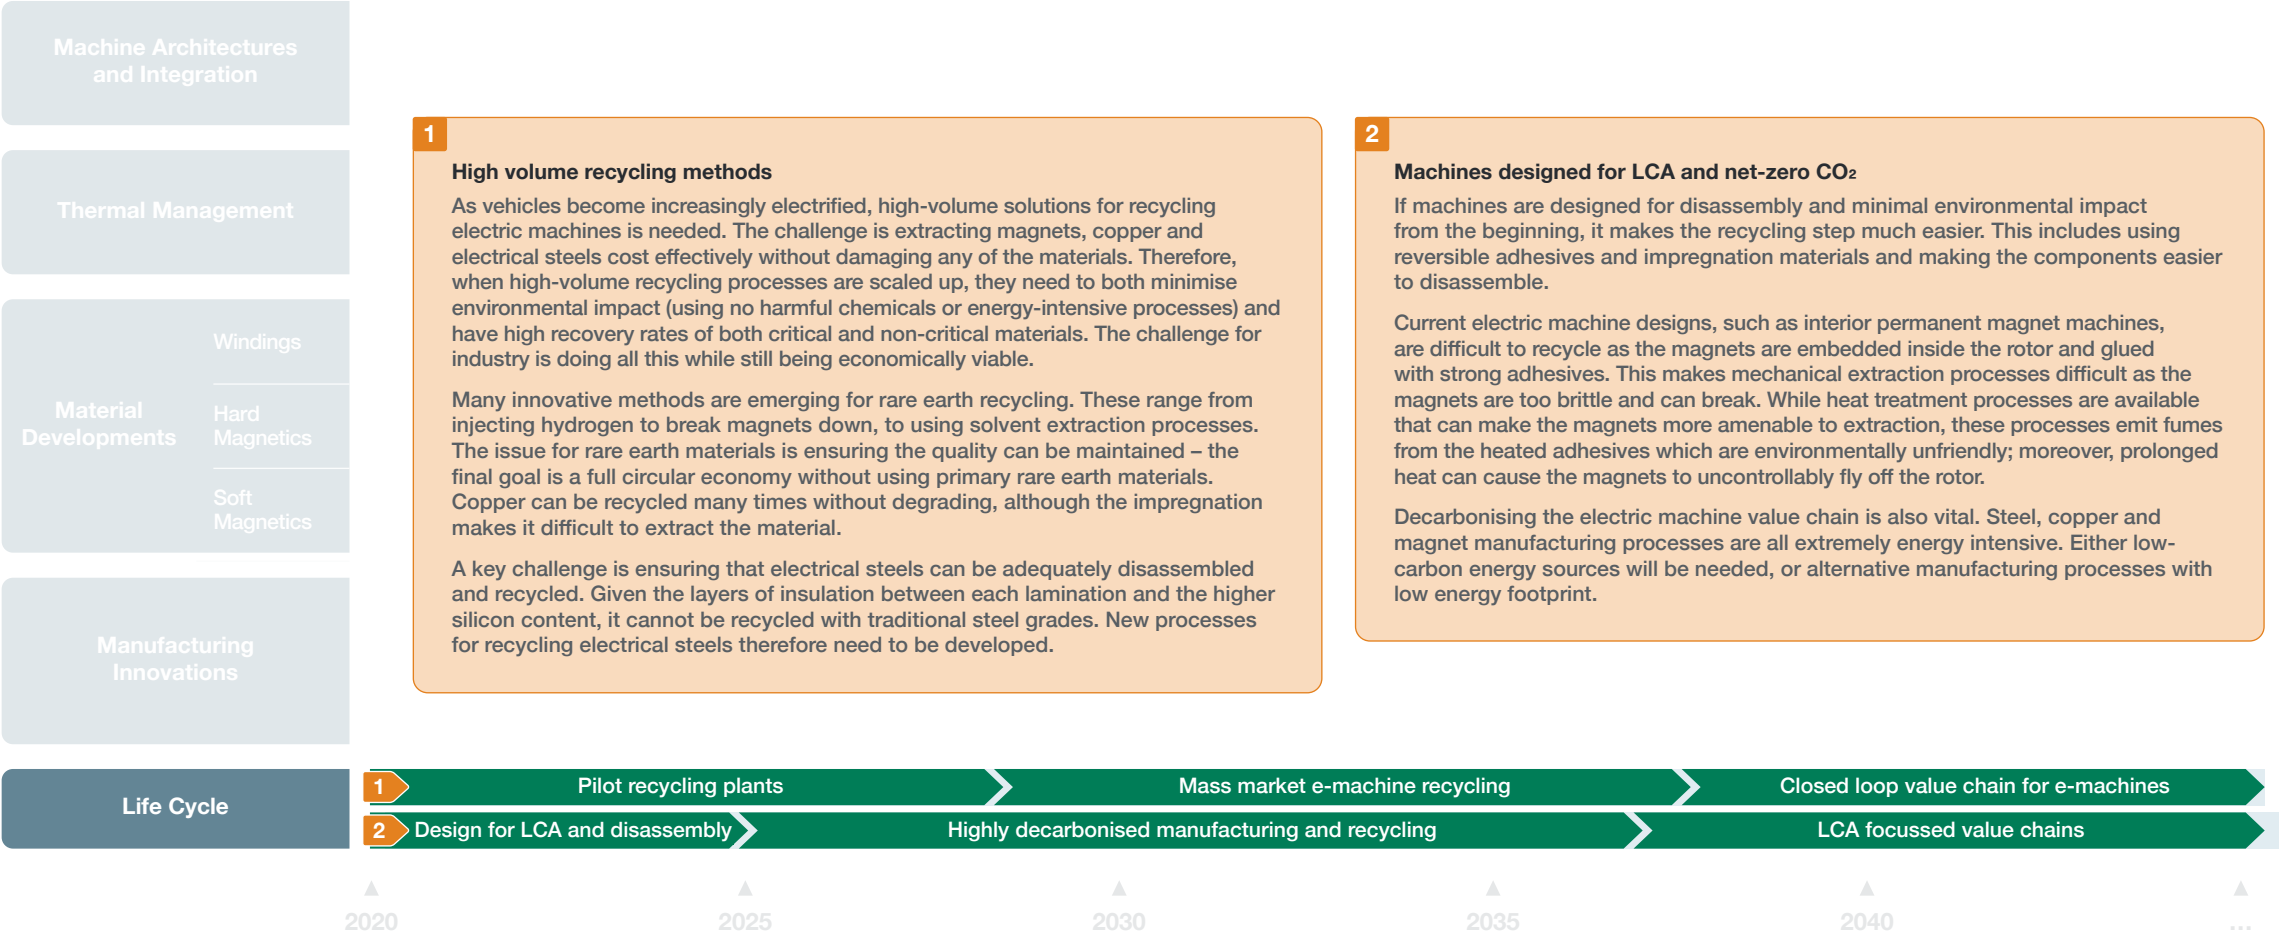 Machine Architectures
and Integration
Thermal Management
Material
Developments
Windings
Hard
Magnetics
Soft
Magnetics
Manufacturing
Innovations
Life Cycle
1
High volume recycling methods
As vehicles become increasingly electrified, high-volume solutions for recycling
electric machines is needed. The challenge is extracting magnets, copper and
electrical steels cost effectively without damaging any of the materials. Therefore,
when high-volume recycling processes are scaled up, they need to both minimise
environmental impact (using no harmful chemicals or energy-intensive processes) and
have high recovery rates of both critical and non-critical materials. The challenge for
industry is doing all this while still being economically viable.
Many innovative methods are emerging for rare earth recycling. These range from
injecting hydrogen to break magnets down, to using solvent extraction processes.
The issue for rare earth materials is ensuring the quality can be maintained – the
final goal is a full circular economy without using primary rare earth materials.
Copper can be recycled many times without degrading, although the impregnation
makes it difficult to extract the material.
A key challenge is ensuring that electrical steels can be adequately disassembled
and recycled. Given the layers of insulation between each lamination and the higher
silicon content, it cannot be recycled with traditional steel grades. New processes
for recycling electrical steels therefore need to be developed.
2
Machines designed for LCA and net-zero CO₂
If machines are designed for disassembly and minimal environmental impact
from the beginning, it makes the recycling step much easier. This includes using
reversible adhesives and impregnation materials and making the components easier
to disassemble.
Current electric machine designs, such as interior permanent magnet machines,
are difficult to recycle as the magnets are embedded inside the rotor and glued
with strong adhesives. This makes mechanical extraction processes difficult as the
magnets are too brittle and can break. While heat treatment processes are available
that can make the magnets more amenable to extraction, these processes emit fumes
from the heated adhesives which are environmentally unfriendly; moreover, prolonged
heat can cause the magnets to uncontrollably fly off the rotor.
Decarbonising the electric machine value chain is also vital. Steel, copper and
magnet manufacturing processes are all extremely energy intensive. Either low-
carbon energy sources will be needed, or alternative manufacturing processes with
low energy footprint.
1 Pilot recycling plants Mass market e-machine recycling Closed loop value chain for e-machines
2 Design for LCA and disassembly Highly decarbonised manufacturing and recycling LCA focussed value chains
2020 2025 2030 2035 2040 ...